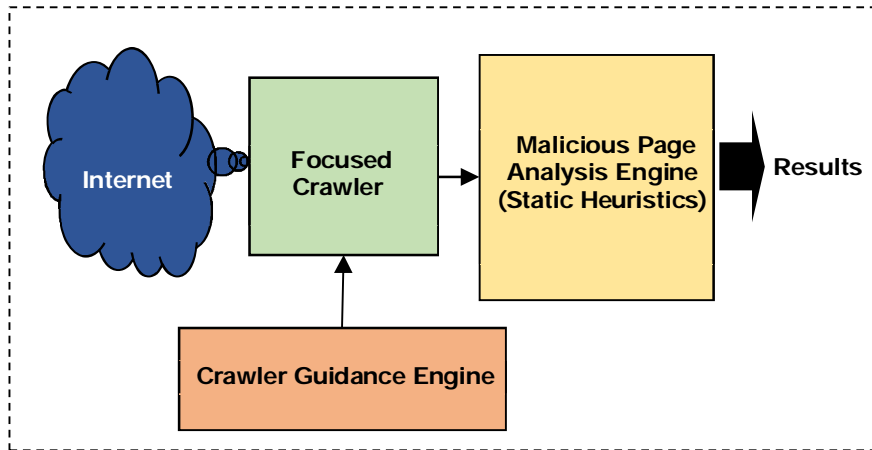 Internet
Focused
Crawler
Malicious Page
Analysis Engine
(Static Heuristics)
Results
Crawler Guidance Engine